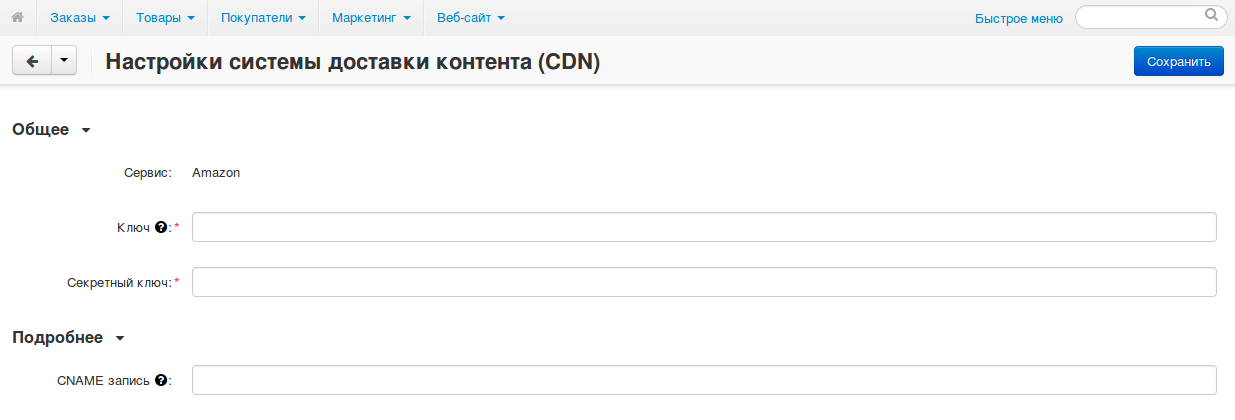 Заказы Товары Покупатели Маркетинг Веб-сайт Быстрое меню
Настройки системы доставки контента (CDN) Сохранить
Общее
Сервис: Amazon
Ключ ?: *
Секретный ключ: *
Подробнее
CNAME запись ?: